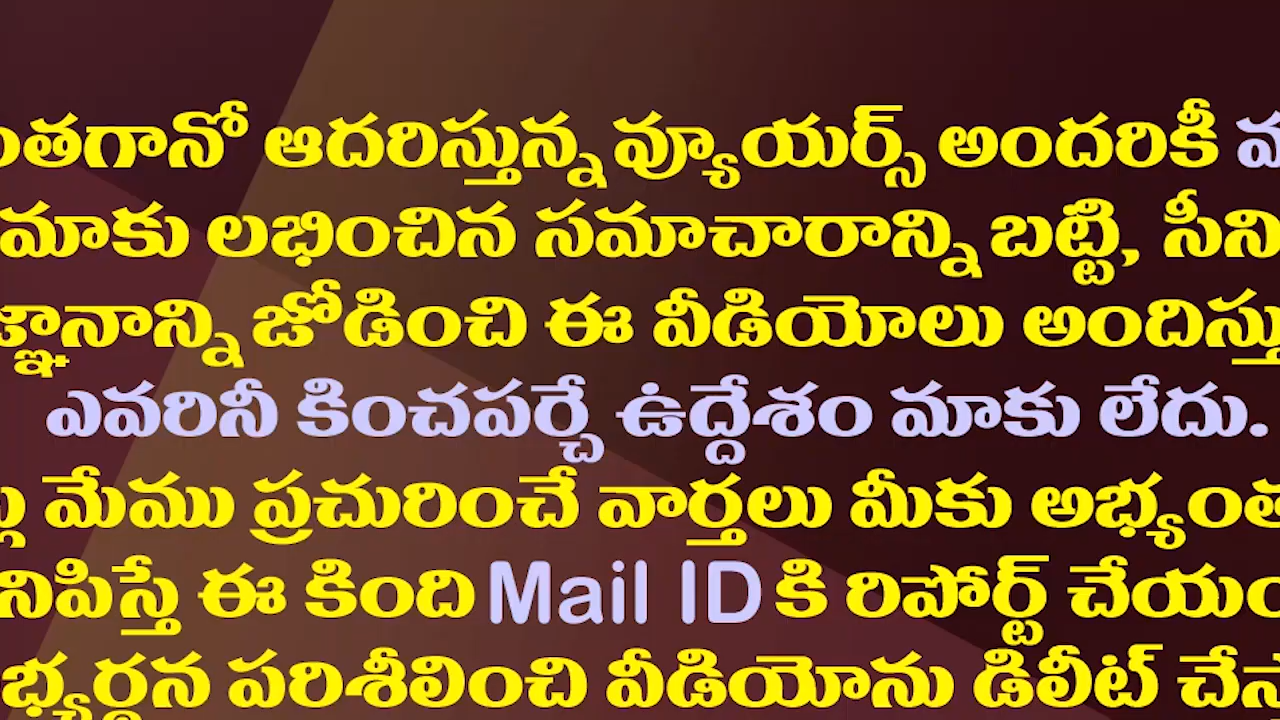 ఆదరిస్తున్న వ్యూయర్స్ అందరికీ
మాకు లభించిన సమాచారాన్ని బట్టి,
జోడించి ఈ వీడియోలు
ఎవరినీ కించపర్చే ఉద్దేశం మాకు లేదు.
మేము ప్రచురించే వార్తలు మీకు
ఈ కింది Mail ID కి రిపోర్ట్
పరిశీలించి వీడియోను డిలీట్